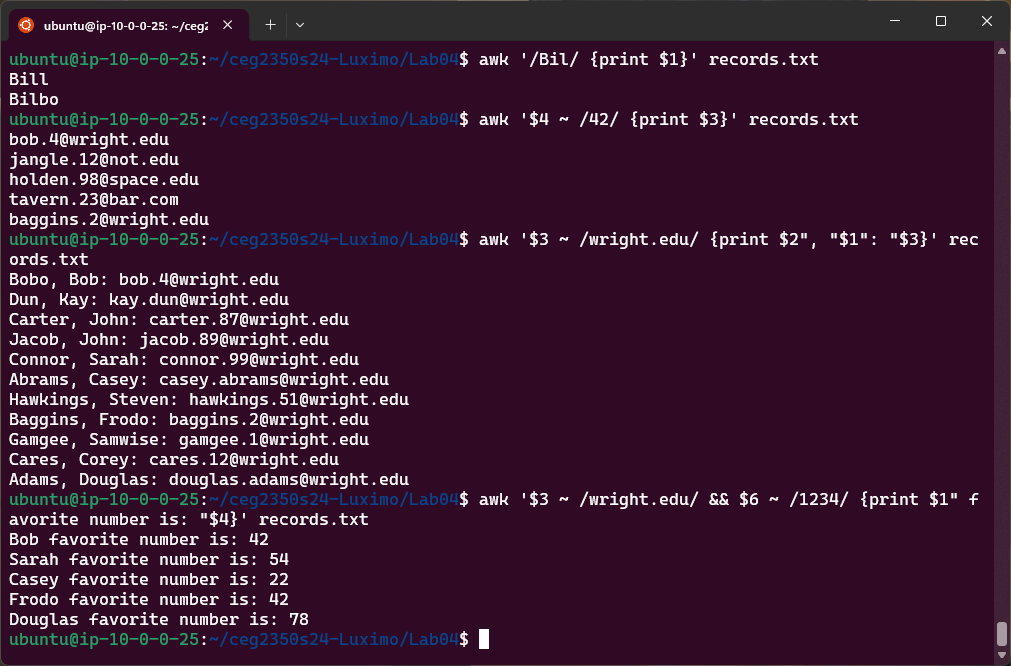 ubuntu@ip-10-0-0-25: ~/ceg2
ubuntu@ip-10-0-0-25:~/ceg2350s24-Luximo/Lab04$ awk '/Bil/ {print $1}' records.txt
Bill
Bilbo
ubuntu@ip-10-0-0-25:~/ceg2350s24-Luximo/Lab04$ awk '$4 ~ /42/ {print $3}' records.txt
bob.4@wright.edu
jangle.12@not.edu
holden.98@space.edu
tavern.23@bar.com
baggins.2@wright.edu
ubuntu@ip-10-0-0-25:~/ceg2350s24-Luximo/Lab04$ awk '$3 ~ /wright.edu/ {print $2", "$1": "$3}' rec
ords.txt
Bobo, Bob: bob.4@wright.edu
Dun, Kay: kay.dun@wright.edu
Carter, John: carter.87@wright.edu
Jacob, John: jacob.89@wright.edu
Connor, Sarah: connor.99@wright.edu
Abrams, Casey: casey.abrams@wright.edu
Hawkings, Steven: hawkings.51@wright.edu
Baggins, Frodo: baggins.2@wright.edu
Gamgee, Samwise: gamgee.1@wright.edu
Cares, Corey: cares.12@wright.edu
Adams, Douglas: douglas.adams@wright.edu
ubuntu@ip-10-0-0-25:~/ceg2350s24-Luximo/Lab04$ awk '$3 ~ /wright.edu/ && $6 ~ /1234/ {print $1" f
avorite number is: "$4}' records.txt
Bob favorite number is: 42
Sarah favorite number is: 54
Casey favorite number is: 22
Frodo favorite number is: 42
Douglas favorite number is: 78
ubuntu@ip-10-0-0-25:~/ceg2350s24-Luximo/Lab04$